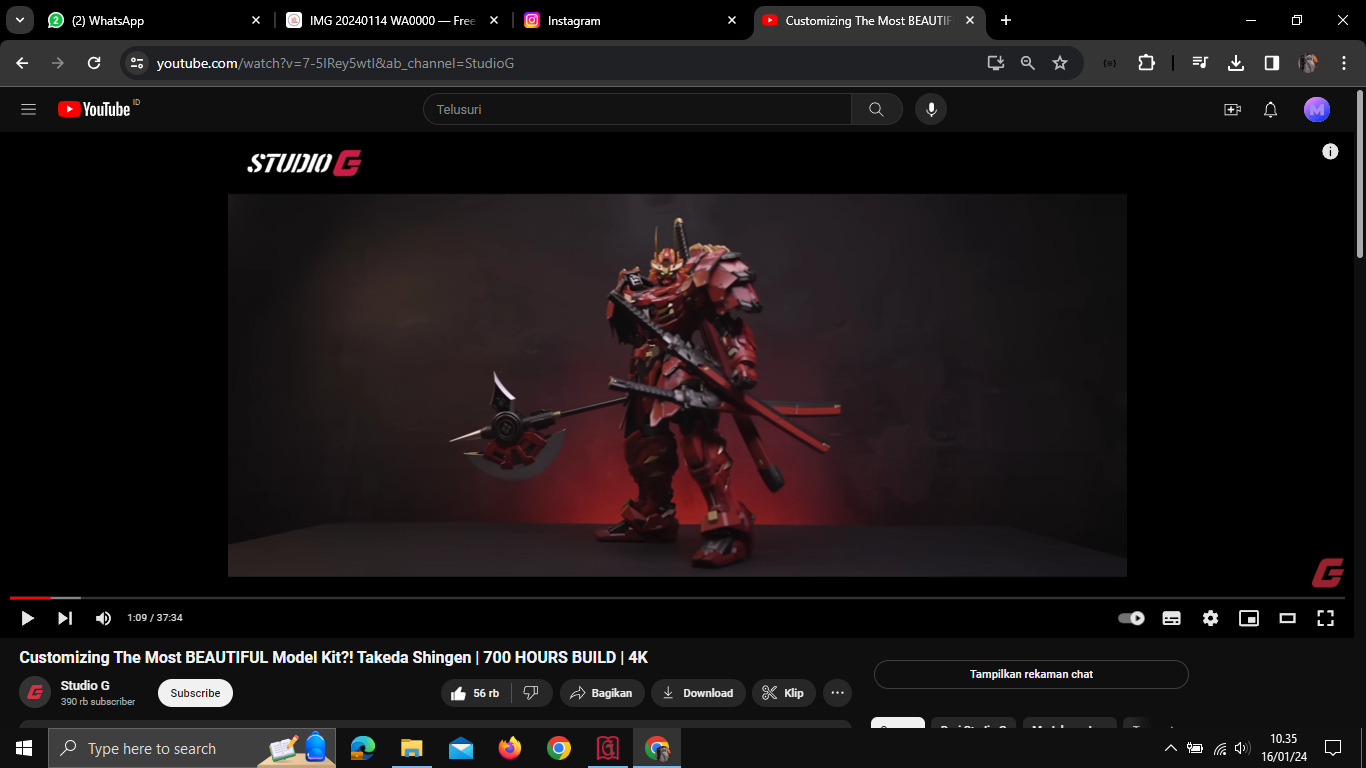 (2) WhatsApp
IMG 20240114 WA0000 — Free
Instagram
Customizing The Most BEAUTIF
youtube.com/watch?v=7-5IRey5wtI&ab_channel=StudioG
YouTube ID
Telusuri
M
STUDIO G
1:09 / 37:34
Customizing The Most BEAUTIFUL Model Kit?! Takeda Shingen | 700 HOURS BUILD | 4K
Studio G
390 rb subscriber
Subscribe
56 rb
Bagikan
Download
Klip
Tampilkan rekaman chat
Type here to search
10.35
16/01/24